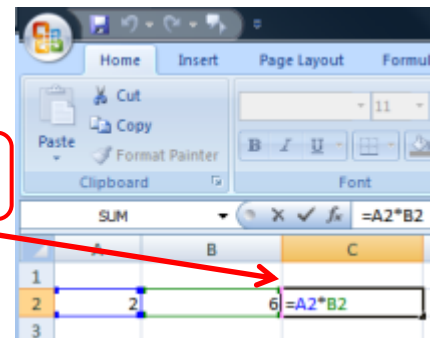 Home Insert Page Layout Formul
Cut
Copy
Paste
Format Painter
11
B I U
Clipboard
Font
SUM
fx =A2*B2
A B C
1
2 2 6 =A2*B2
3